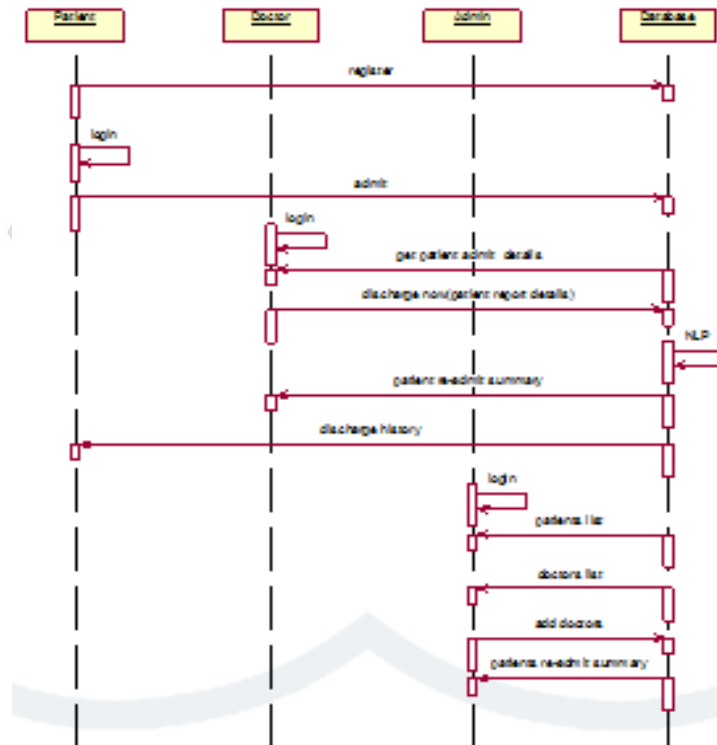 Patient
Doctor
Admin
Database
register
login
admit
login
get patient admit details
discharge now(patient report details)
NLP
patient re-admit summary
discharge history
login
patients list
doctors list
add doctors
patients re-admit summary